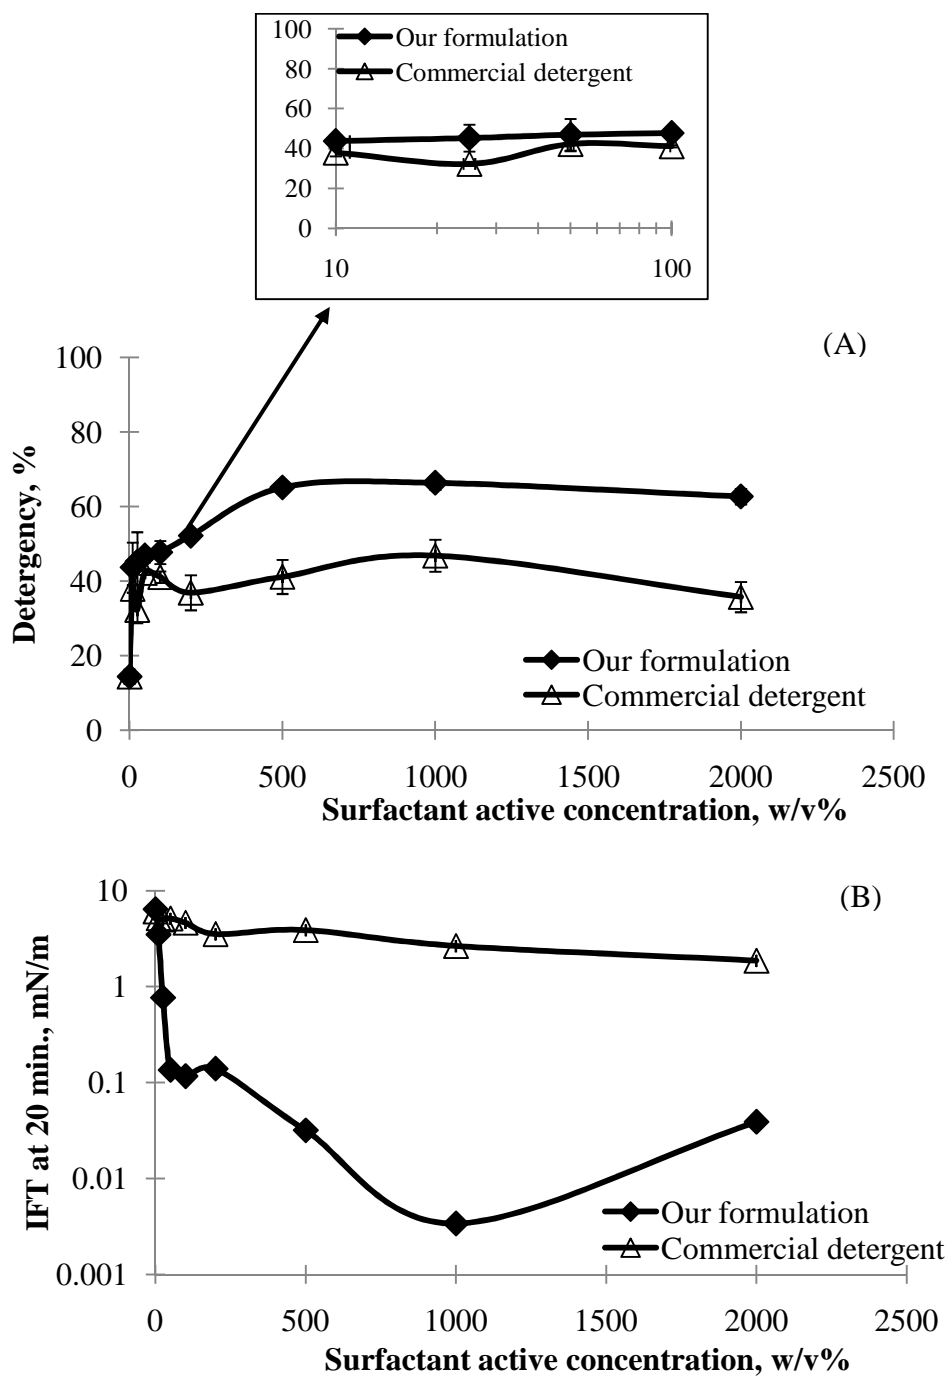 100
Our formulation
80
Commercial detergent
60
40
20
0
10
100
(A)
100
80
60
40
20
0
Detergency, %
Our formulation
Commercial detergent
0 500 1000 1500 2000 2500
Surfactant active concentration, w/v%
(B)
10
1
0.1
0.01
0.001
IFT at 20 min., mN/m
Our formulation
Commercial detergent
0 500 1000 1500 2000 2500
Surfactant active concentration, w/v%